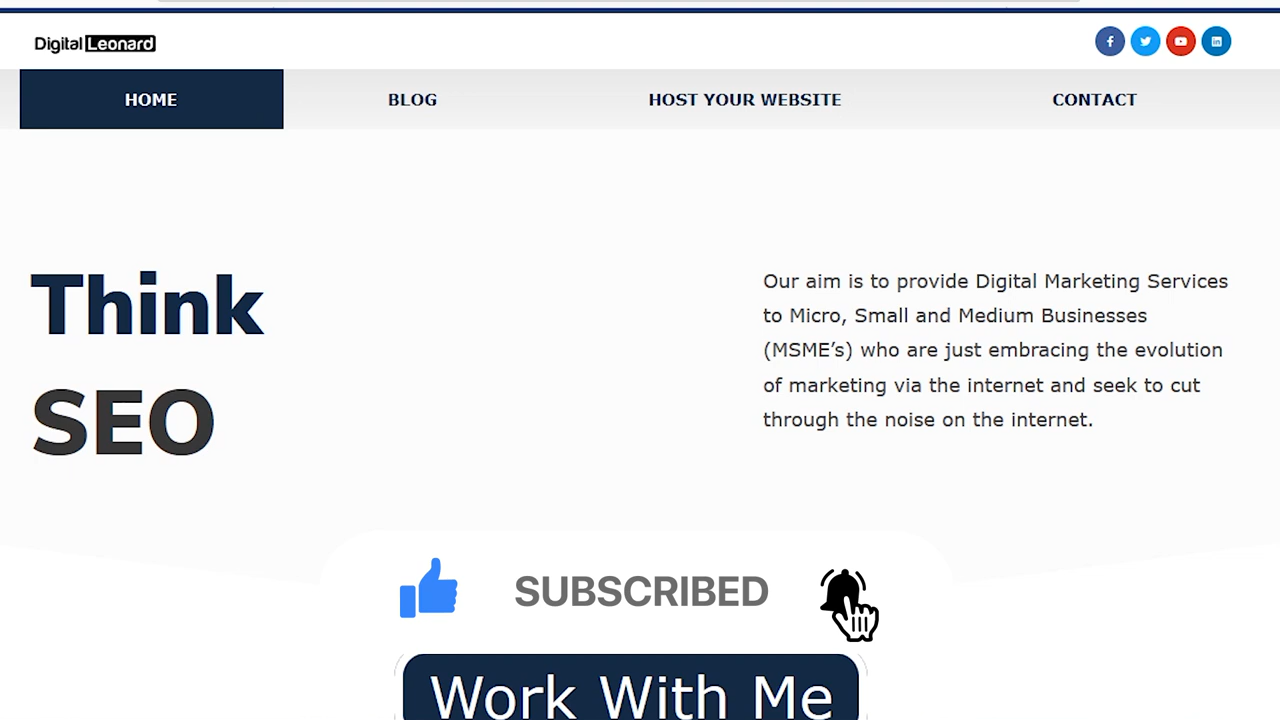 Digital Leonard
HOME BLOG HOST YOUR WEBSITE CONTACT
Think
SEO
Our aim is to provide Digital Marketing Services
to Micro, Small and Medium Businesses
(MSME’s) who are just embracing the evolution
of marketing via the internet and seek to cut
through the noise on the internet.
SUBSCRIBED
Work With Me